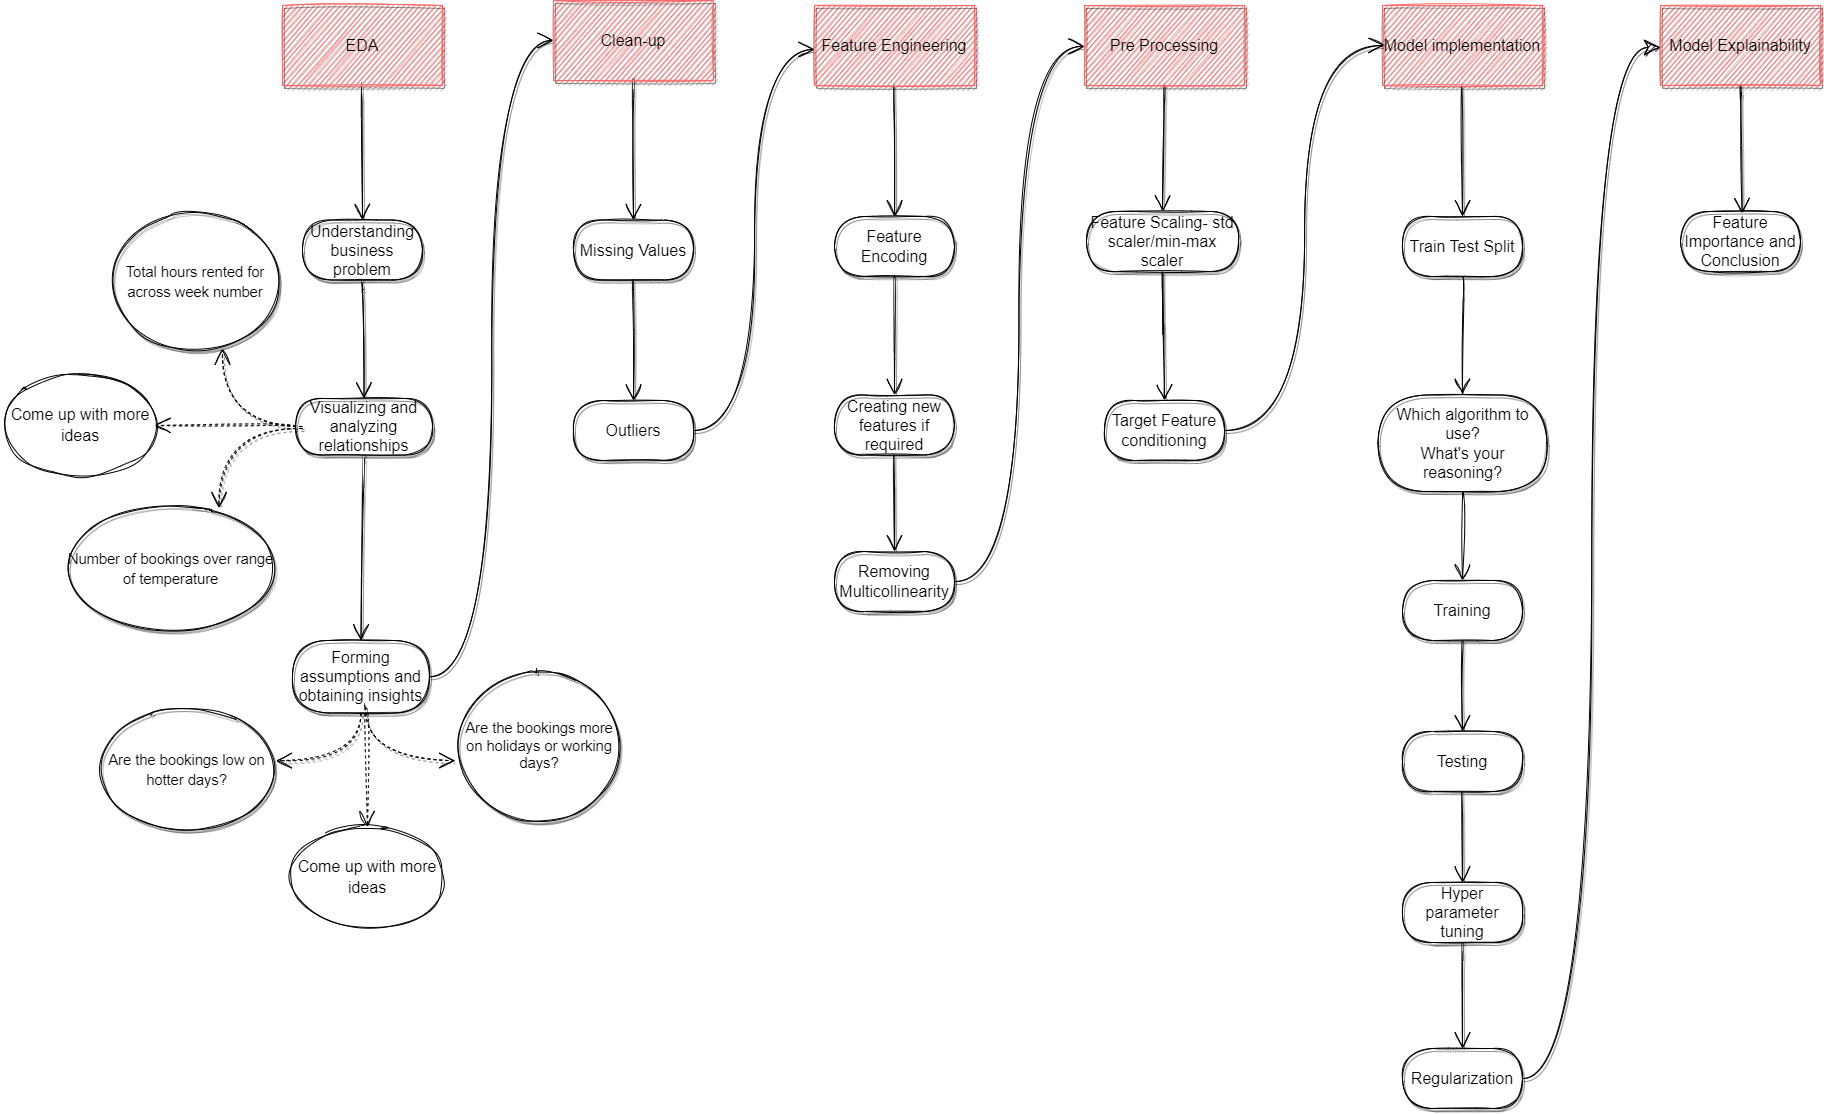 EDA
Clean-up
Feature Engineering
Pre Processing
Model implementation
Model Explainability
Understanding
business
problem
Total hours rented for
across week number
Visualizing and
analyzing
relationships
Come up with more
ideas
Number of bookings over range
of temperature
Forming
assumptions and
obtaining insights
Are the bookings low on
hotter days?
Come up with more
ideas
Are the bookings more
on holidays or working
days?
Missing Values
Outliers
Feature
Encoding
Creating new
features if
required
Removing
Multicollinearity
Feature Scaling- std
scaler/min-max
scaler
Target Feature
conditioning
Train Test Split
Which algorithm to
use?
What's your
reasoning?
Training
Testing
Hyper
parameter
tuning
Regularization
Feature
Importance and
Conclusion